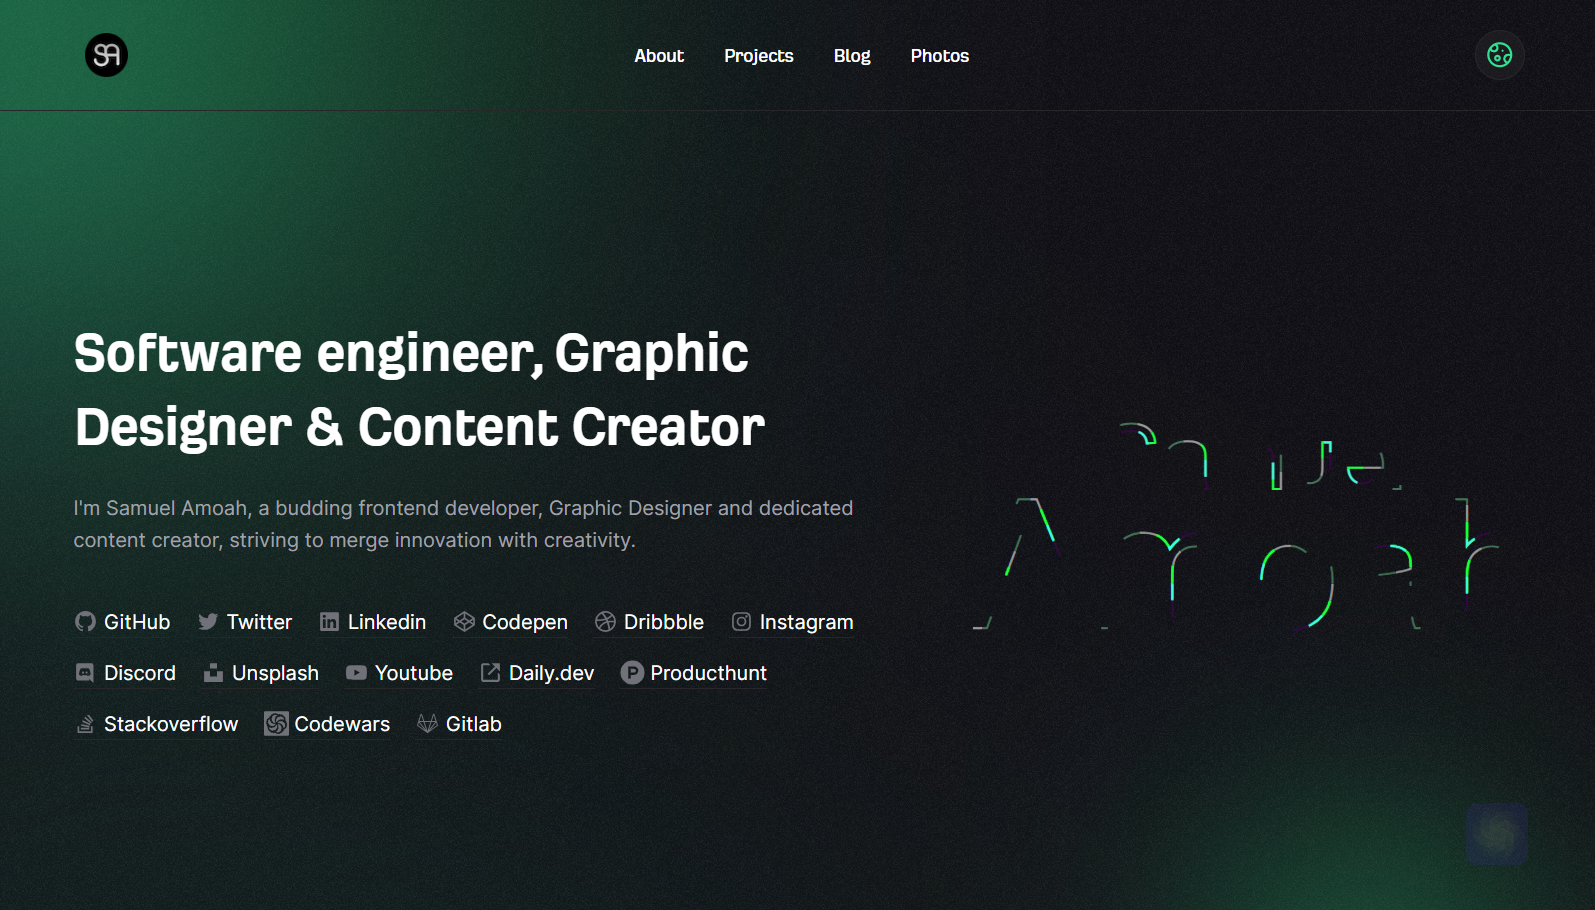 SA
About Projects Blog Photos
Software engineer, Graphic
Designer & Content Creator
I'm Samuel Amoah, a budding frontend developer, Graphic Designer and dedicated
content creator, striving to merge innovation with creativity.
GitHub Twitter Linkedin Codepen Dribbble Instagram
Discord Unsplash Youtube Daily.dev Producthunt
Stackoverflow Codewars Gitlab